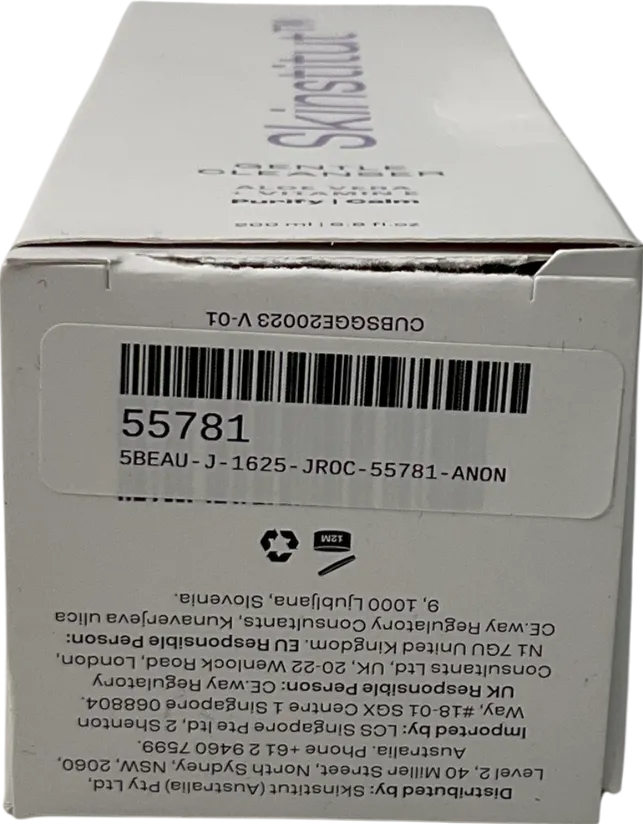 Skinstitut™
GENTLE
CLEANSER
ALOE VERA
+ VITAMIN E
Purify | Calm
200 ml | 6.8 fl.oz
CUBSGGE20023 V-01
55781
5BEAU-J-1625-JROC-55781-ANON
12M
Distributed by: Skinstitut (Australia) Pty Ltd,
Level 2, 40 Miller Street, North Sydney, NSW, 2060,
Australia. Phone +61 2 9460 7599.
Imported by: LCS Singapore Pte Ltd, 2 Shenton
Way, #18-01 SGX Centre 1 Singapore 068804.
UK Responsible Person: CE.way Regulatory
Consultants Ltd, UK, 20-22 Wenlock Road, London,
N1 7GU United Kingdom. EU Responsible Person:
CE.way Regulatory Consultants, Kunaverjeva ulica
9, 1000 Ljubljana, Slovenia.